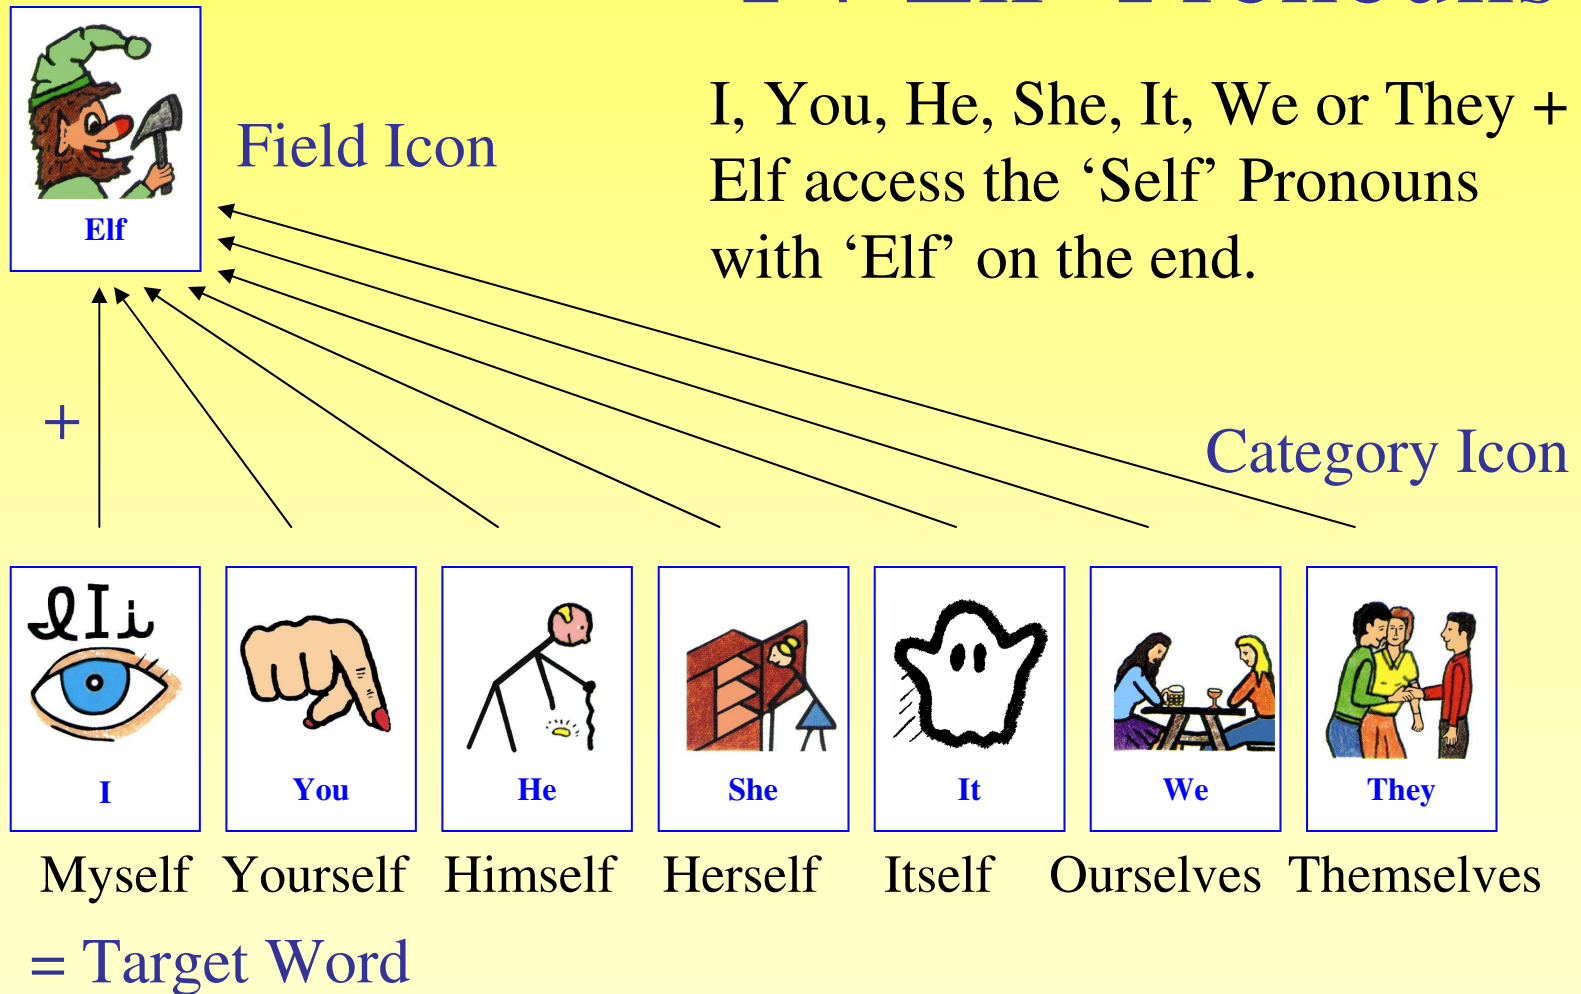 I, You, He, She, It, We or They +
Elf access the ‘Self’ Pronouns
with ‘Elf’ on the end.
Field Icon
Elf
+
Category Icon
I I i
I
You
He
She
It
We
They
Myself Yourself Himself Herself Itself Ourselves Themselves
= Target Word